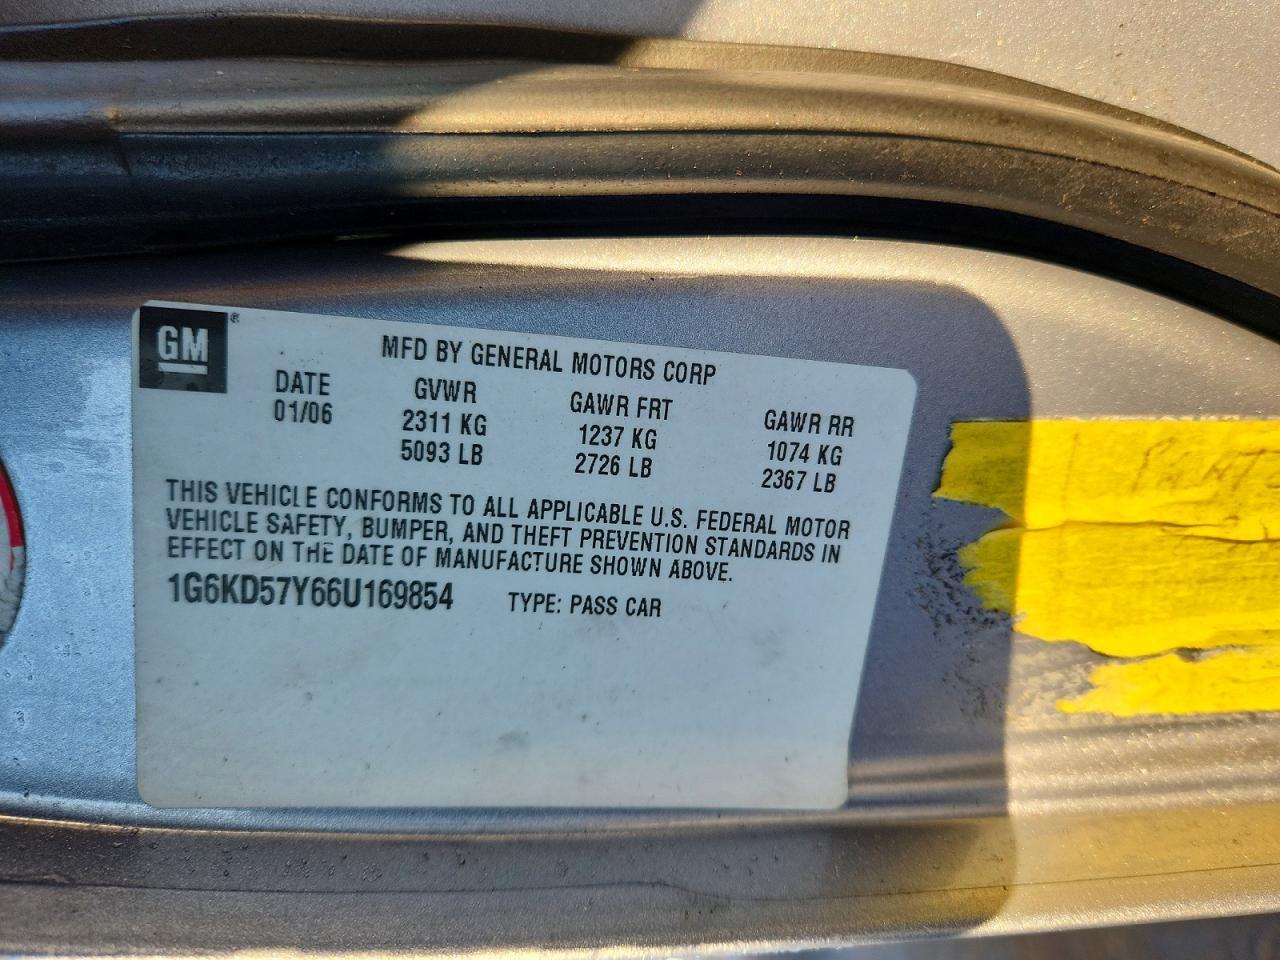 GM
MFD BY GENERAL MOTORS CORP
DATE GVWR GAWR FRT GAWR RR
01/06 2311 KG 1237 KG 1074 KG
5093 LB 2726 LB 2367 LB
THIS VEHICLE CONFORMS TO ALL APPLICABLE U.S. FEDERAL MOTOR
VEHICLE SAFETY, BUMPER, AND THEFT PREVENTION STANDARDS IN
EFFECT ON THE DATE OF MANUFACTURE SHOWN ABOVE.
1G6KD57Y66U169854 TYPE: PASS CAR